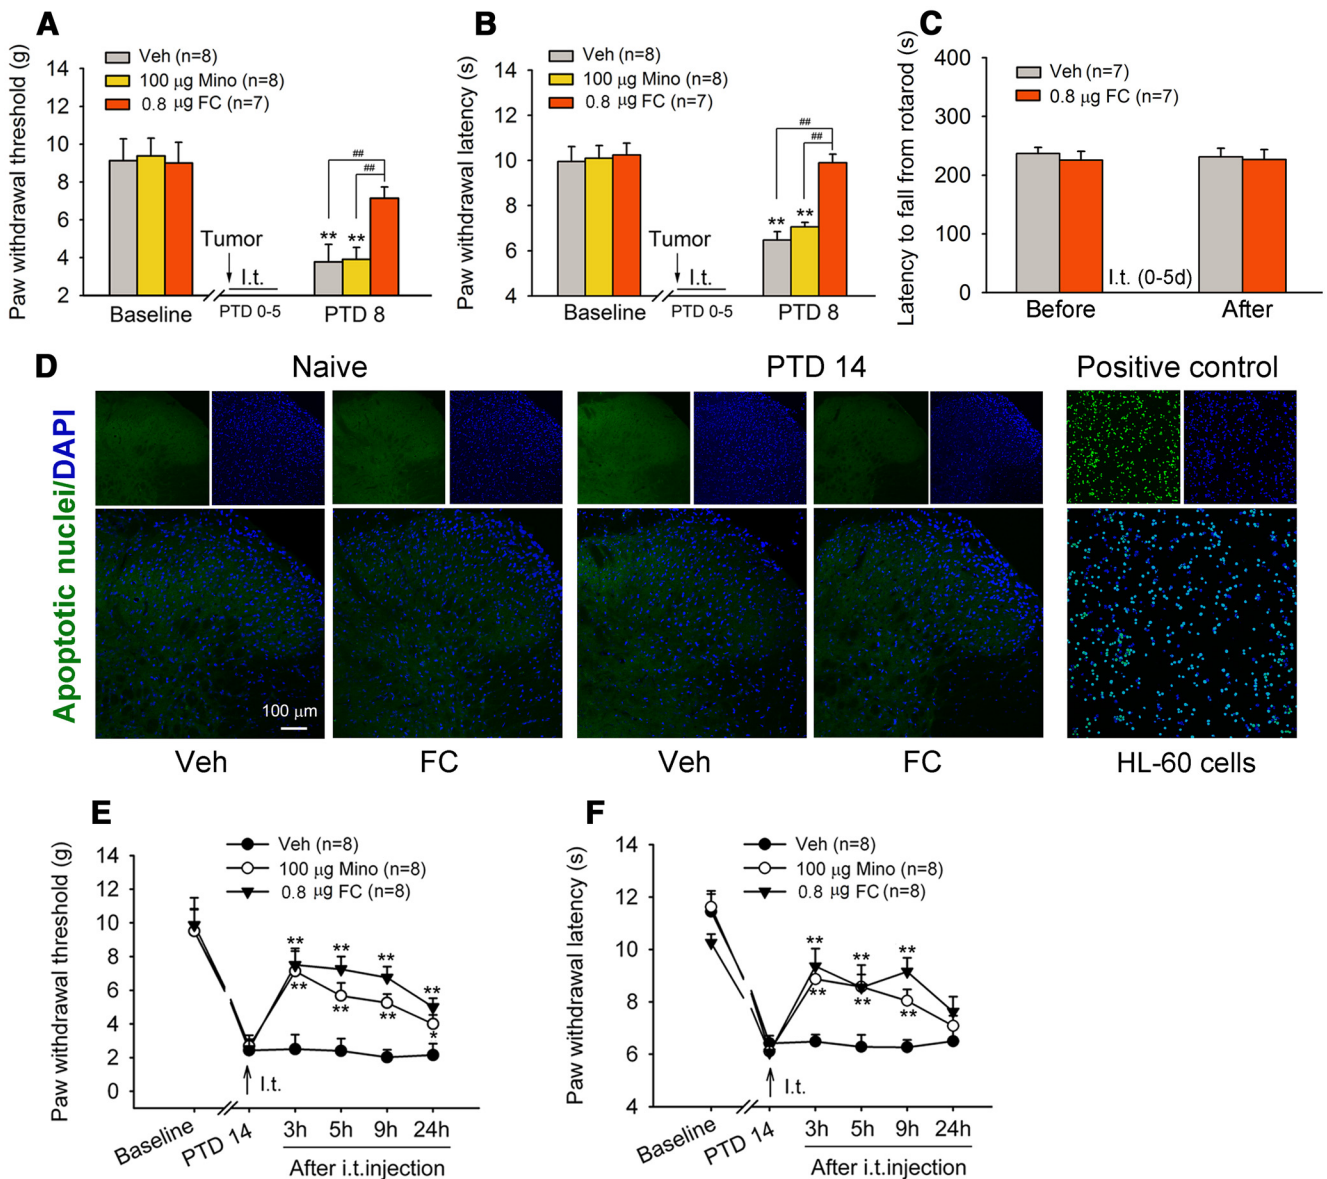 A
Paw withdrawal threshold (g)
Veh (n=8)
100 µg Mino (n=8)
0.8 µg FC (n=7)
14
12
10
8
6
4
2
##
##
** **
Tumor
I.t.
Baseline
PTD 0-5
PTD 8
B
Paw withdrawal latency (s)
Veh (n=8)
100 µg Mino (n=8)
0.8 µg FC (n=7)
14
12
10
8
6
4
##
##
** **
Tumor
I.t.
Baseline
PTD 0-5
PTD 8
C
Latency to fall from rotarod (s)
Veh (n=7)
0.8 µg FC (n=7)
400
300
200
100
0
I.t. (0-5d)
Before
After
D
Naive
PTD 14
Positive control
Apoptotic nuclei/DAPI
100 µm
Veh
FC
Veh
FC
HL-60 cells
E
Paw withdrawal threshold (g)
Veh (n=8)
100 µg Mino (n=8)
0.8 µg FC (n=8)
14
12
10
8
6
4
2
0
** ** ** **
** ** ** *
I.t.
Baseline
PTD 14
3h 5h 9h 24h
After i.t.injection
F
Paw withdrawal latency (s)
Veh (n=8)
100 µg Mino (n=8)
0.8 µg FC (n=8)
14
12
10
8
6
4
** ** **
** ** **
I.t.
Baseline
PTD 14
3h 5h 9h 24h
After i.t.injection